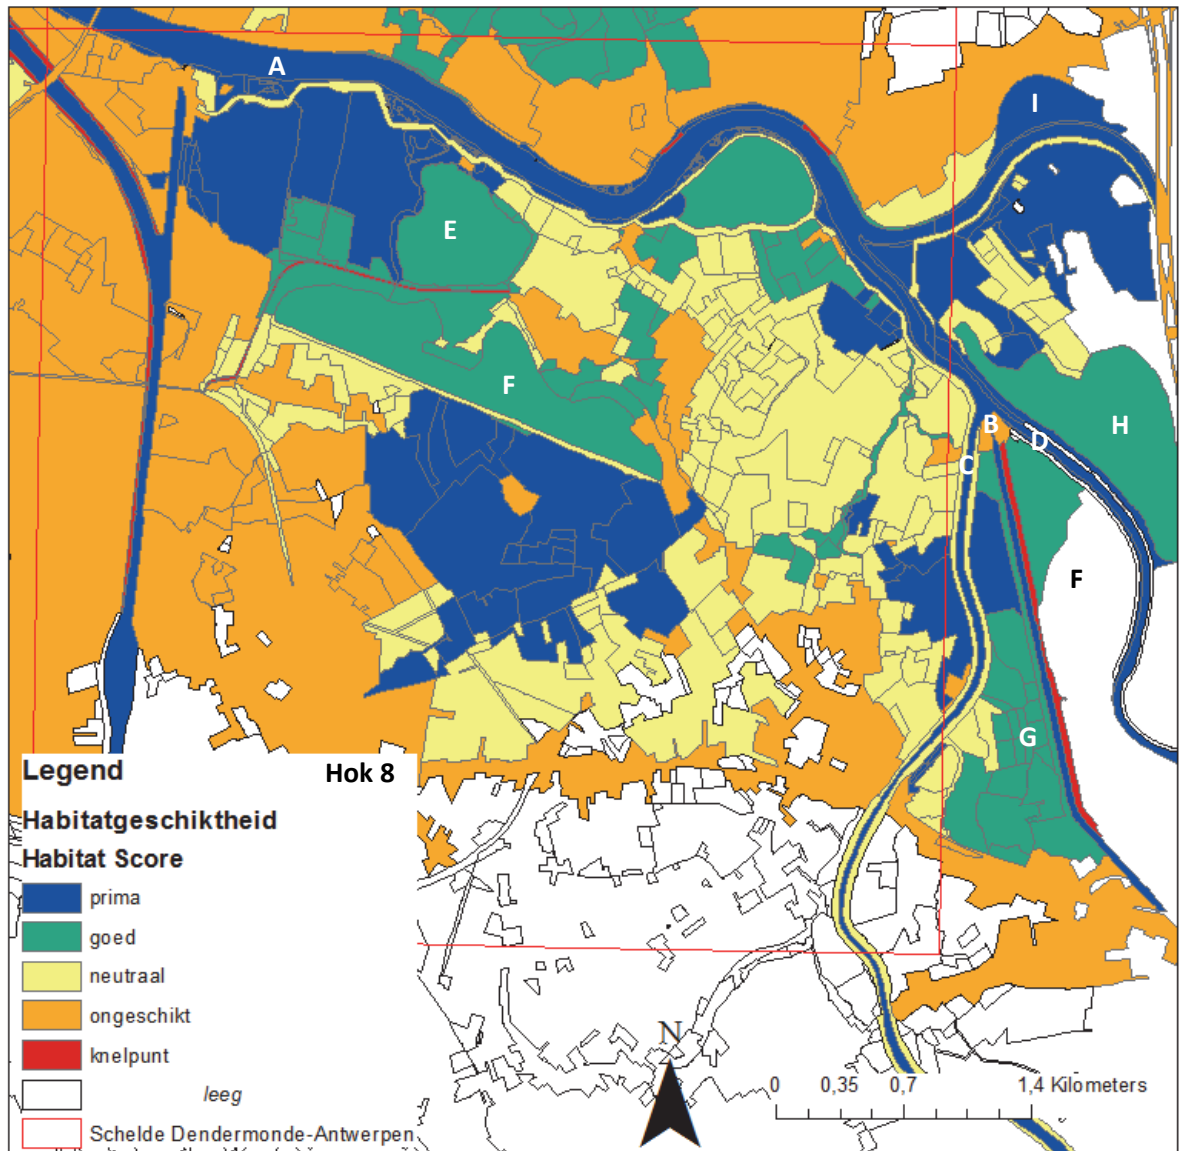 A
I
E
F
B
H
D
C
F
G
Legend
Hok 8
Habitatgeschiktheid
Habitat Score
prima
goed
neutraal
ongeschikt
knelpunt
leeg
Schelde Dendermonde-Antwerpen
N
0 0,35 0,7 1,4 Kilometers